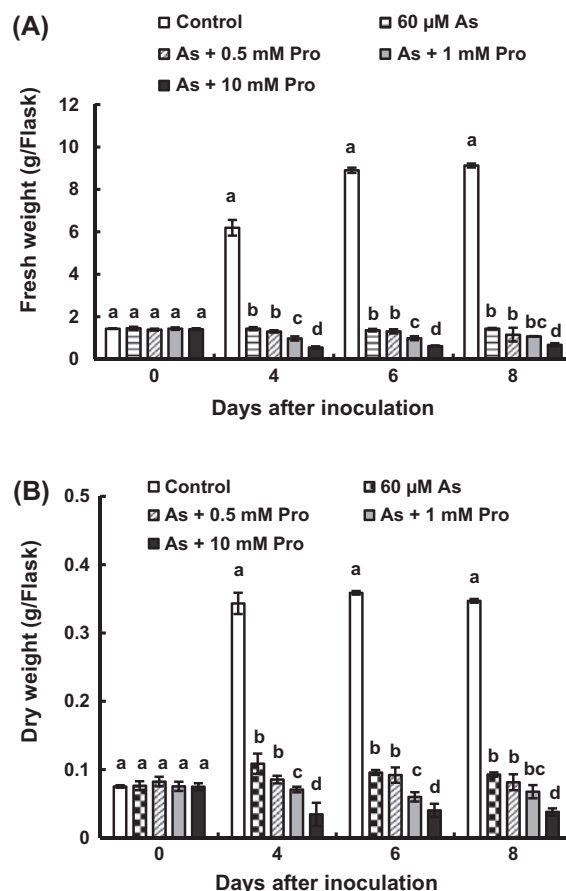 (A)
Control 60 µM As
As + 0.5 mM Pro As + 1 mM Pro
As + 10 mM Pro
Fresh weight (g/Flask)
12
10
8
6
4
2
0
a a a a a
a b b c d
a b b c d
a b b bc d
0 4 6 8
Days after inoculation
(B)
Control 60 µM As
As + 0.5 mM Pro As + 1 mM Pro
As + 10 mM Pro
Dry weight (g/Flask)
0.5
0.4
0.3
0.2
0.1
0
a a a a a
a b b c d
a b b c d
a b b bc d
0 4 6 8
Days after inoculation